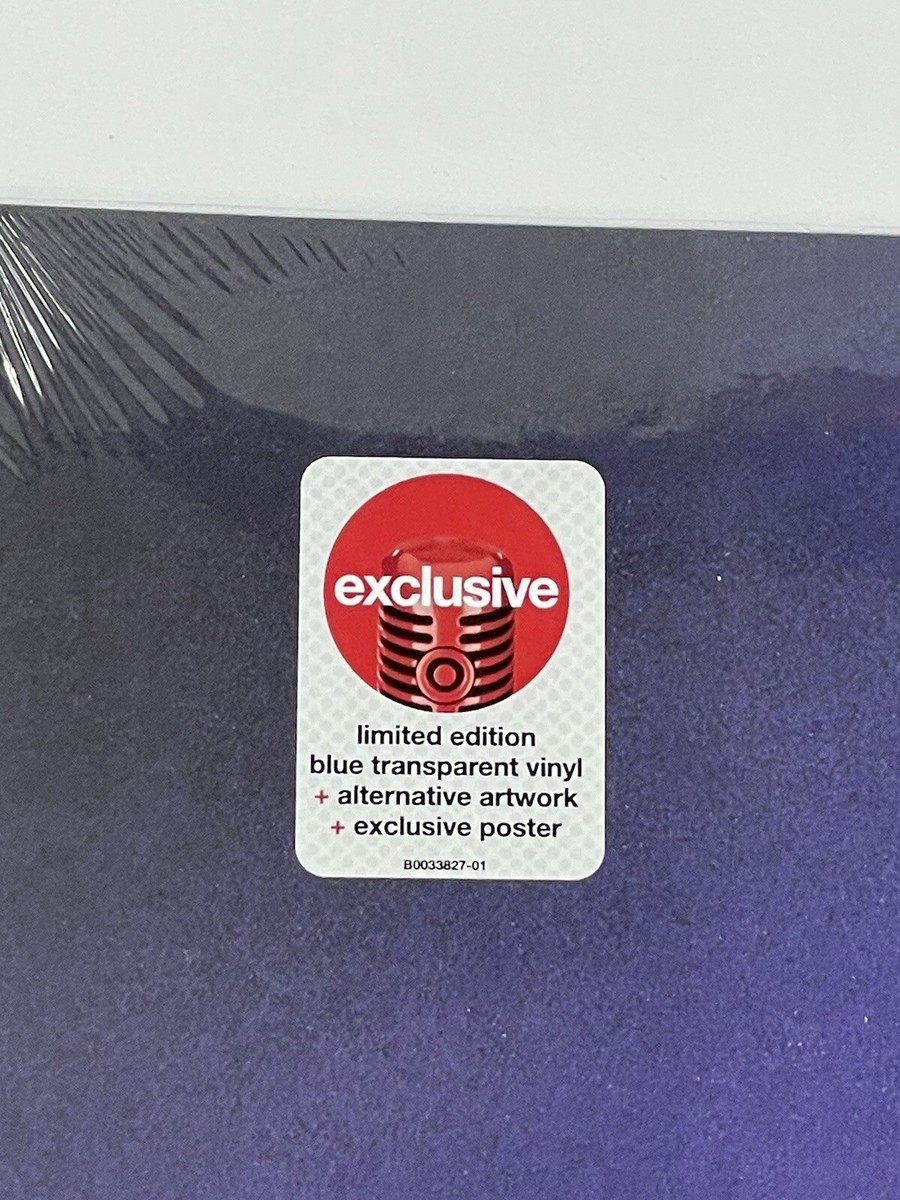 exclusive
limited edition
blue transparent vinyl
+ alternative artwork
+ exclusive poster
B0033827-01